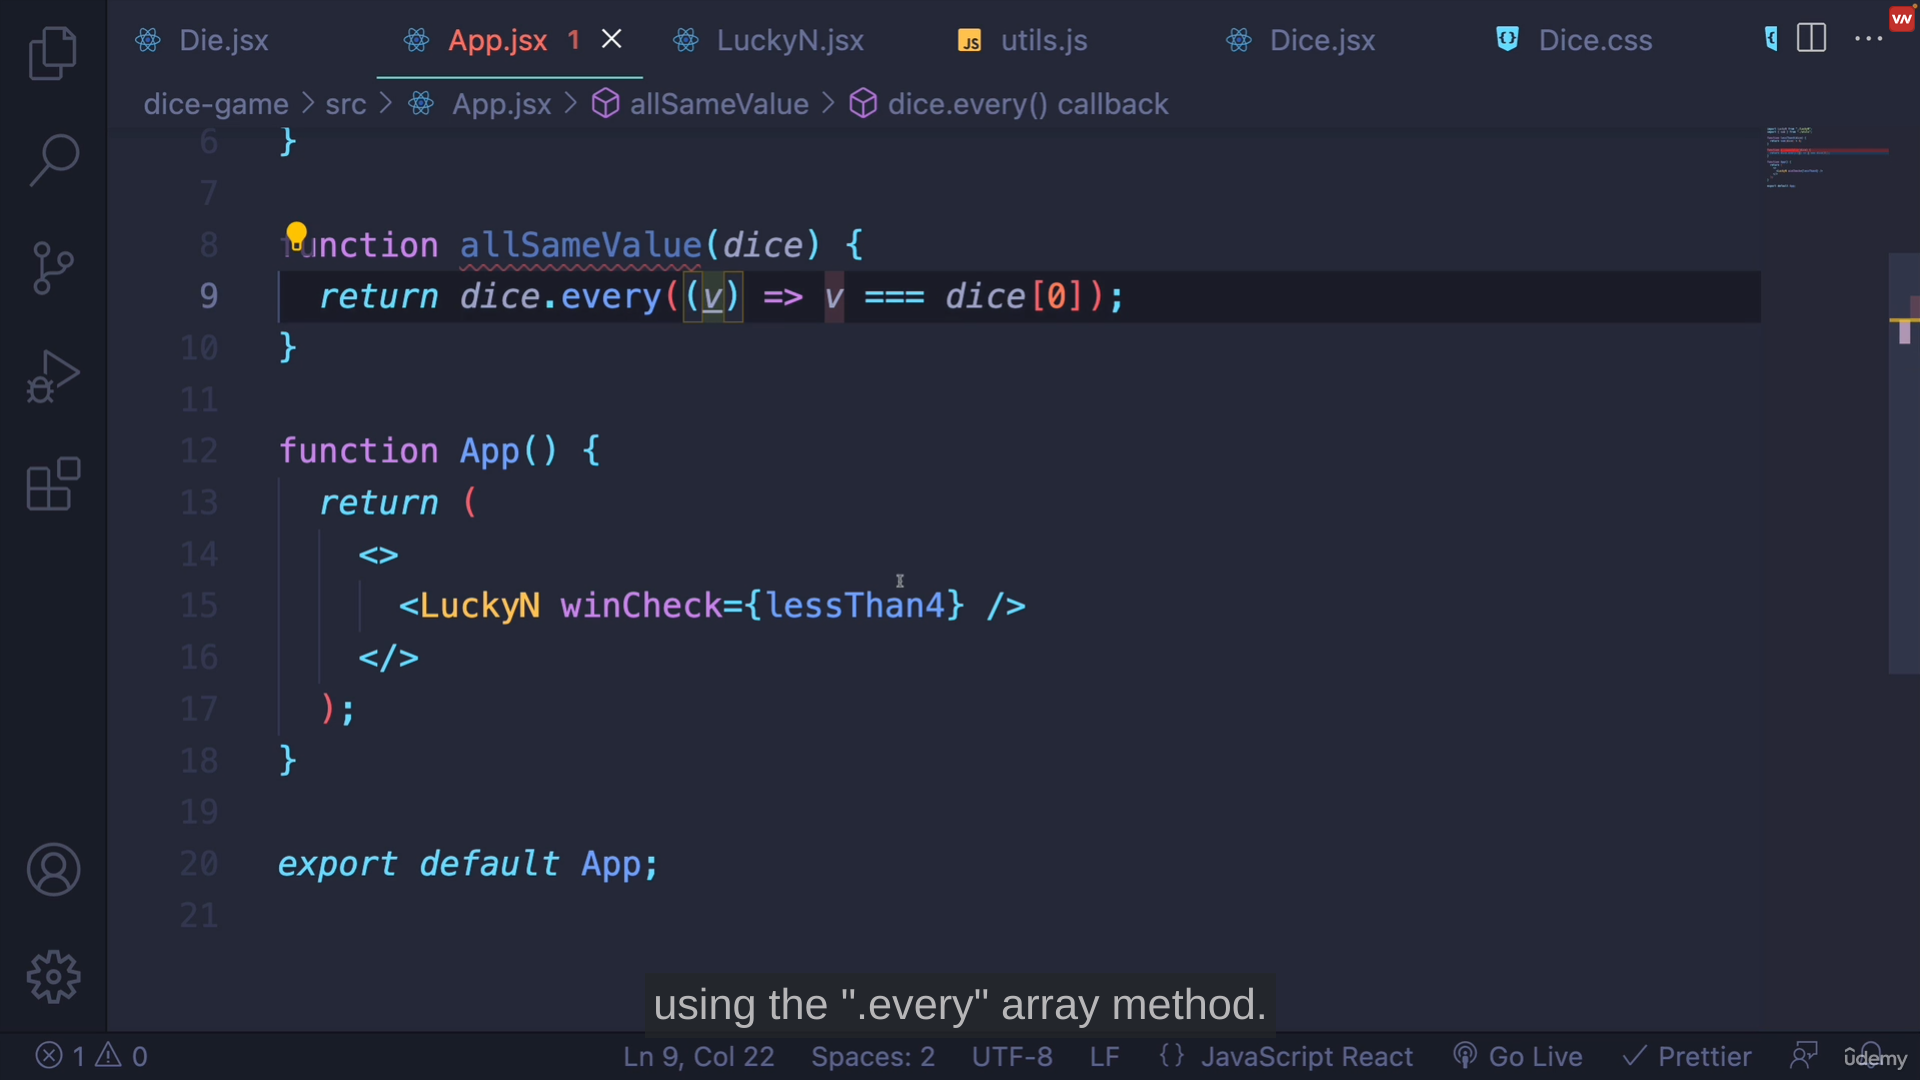 Die.jsx App.jsx 1 LuckyN.jsx utils.js Dice.jsx Dice.css
dice-game > src > App.jsx > allSameValue > dice.every() callback
6 }
7
8 function allSameValue(dice) {
9 return dice.every((v) => v === dice[0]);
10 }
11
12 function App() {
13 return (
14 <>
15 <LuckyN winCheck={lessThan4} />
16 </>
17 );
18 }
19
20 export default App;
21
using the ".every" array method.
1 0 Ln 9, Col 22 Spaces: 2 UTF-8 LF {} JavaScript React Go Live Prettier
udemy